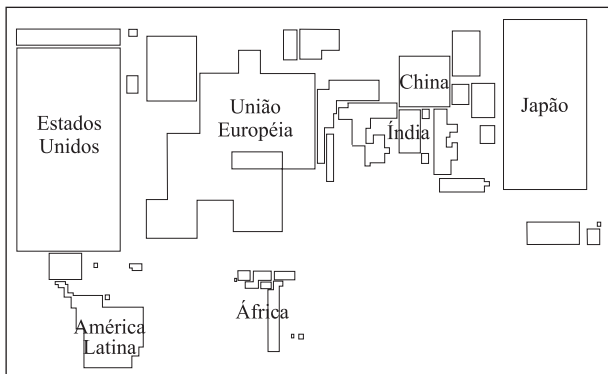 China
União
Européia
Japão
Estados
Unidos
Índia
África
América
Latina